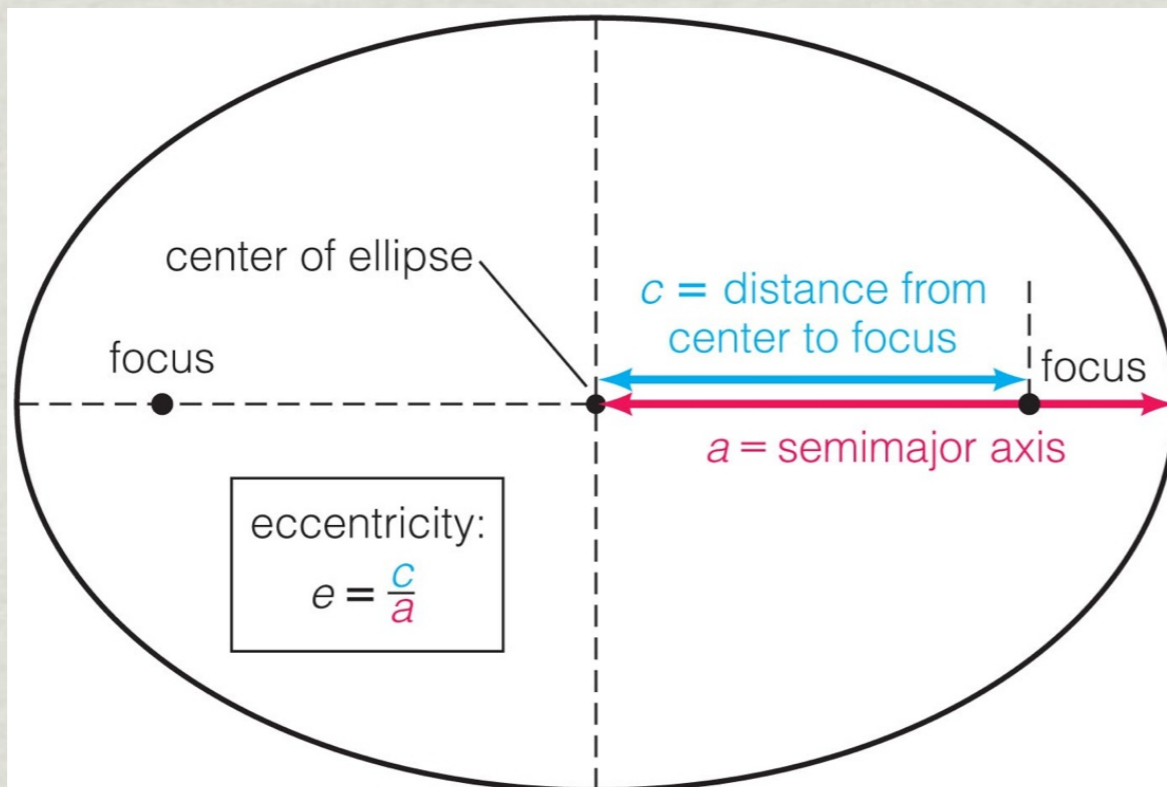 center of ellipse
c = distance from
center to focus
focus
focus
a = semimajor axis
eccentricity:
e = c/a